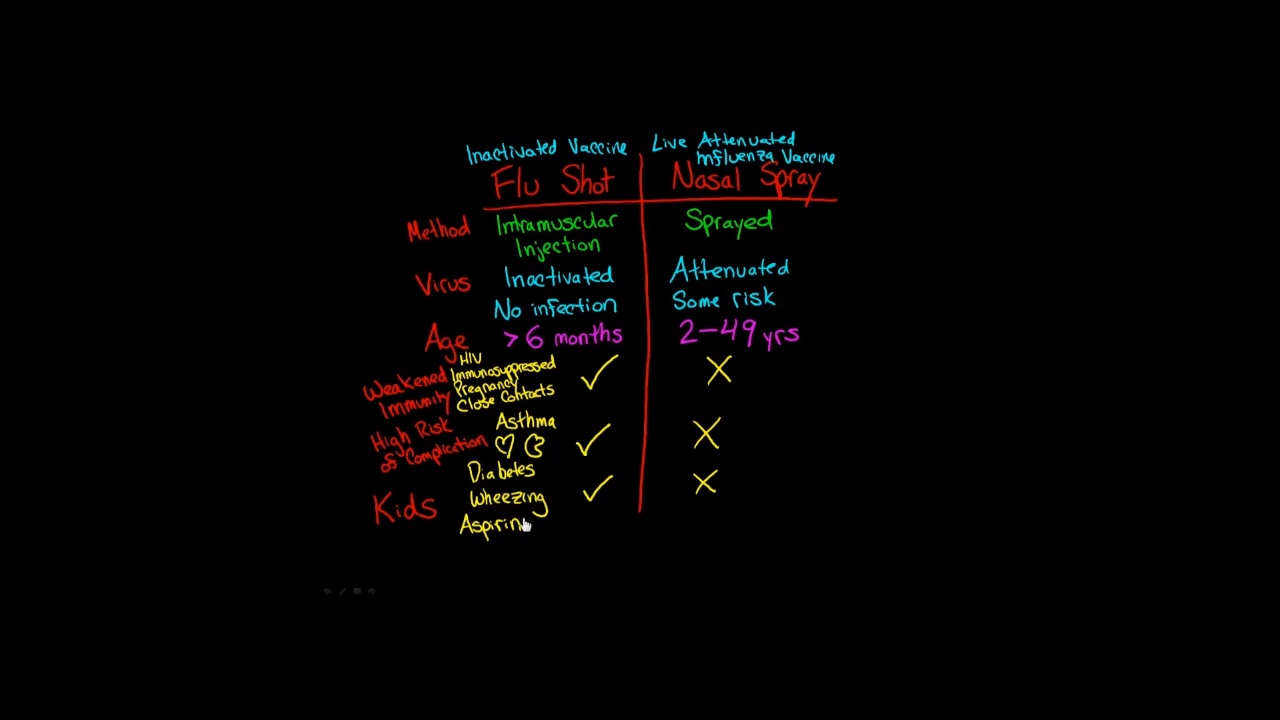 Inactivated Vaccine
Live Attenuated
Influenza Vaccine
Flu Shot
Nasal Spray
Method
Intramuscular
Injection
Sprayed
Virus
Inactivated
No infection
Attenuated
Some risk
Age
> 6 months
2-49 yrs
Weakened
Immunity
HIV
Immunosuppressed
Pregnancy
Close Contacts
High Risk
of Complication
Asthma
Diabetes
Kids
Wheezing
Aspirin